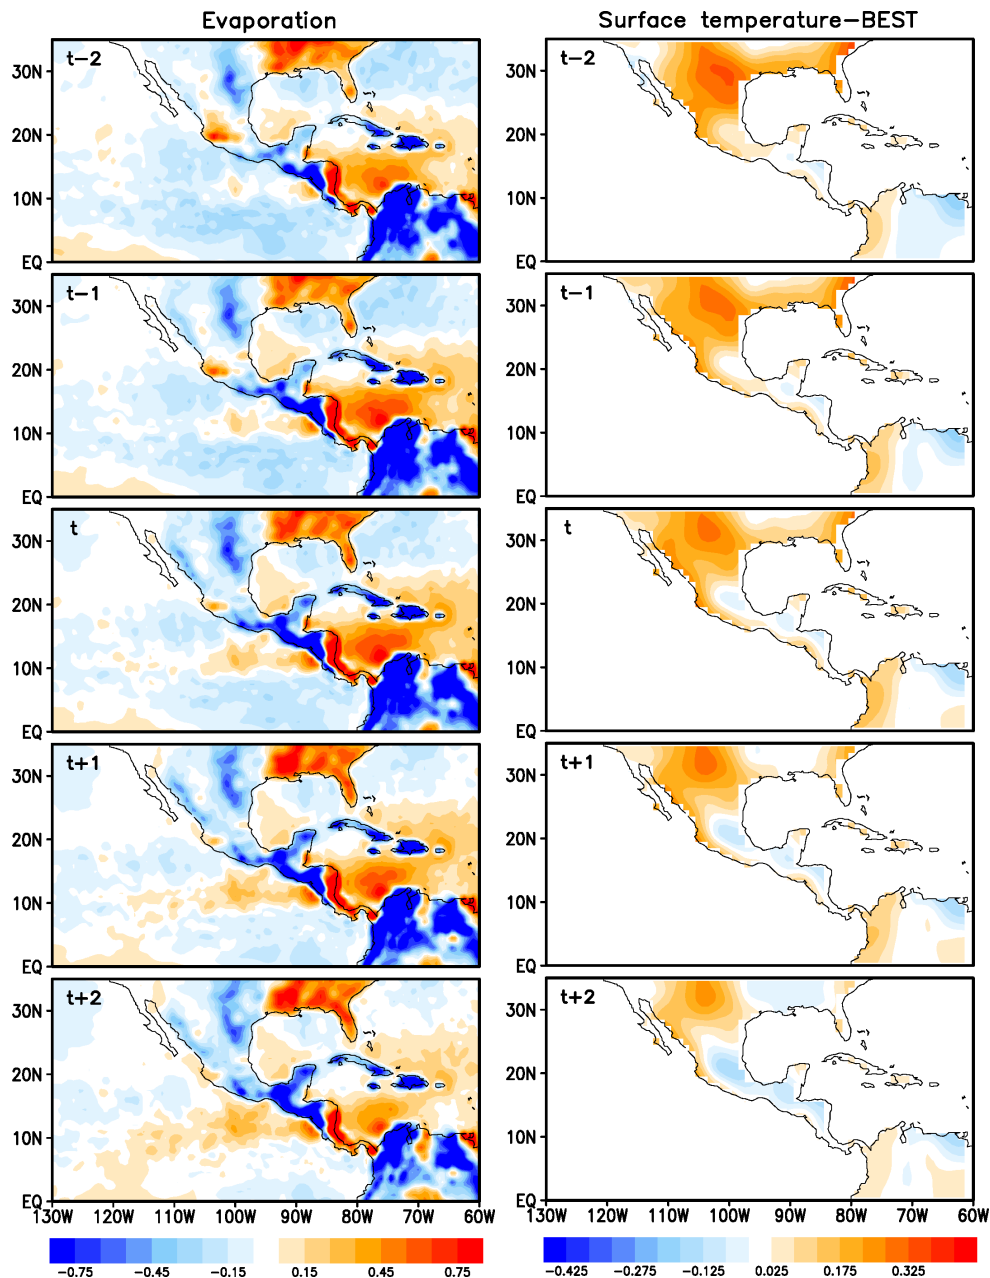 Evaporation
Surface temperature−BEST
t−2
30N
20N
10N
EQ
t−2
30N
20N
10N
EQ
t−1
30N
20N
10N
EQ
t−1
30N
20N
10N
EQ
t
30N
20N
10N
EQ
t
30N
20N
10N
EQ
t+1
30N
20N
10N
EQ
t+1
30N
20N
10N
EQ
t+2
30N
20N
10N
EQ
t+2
30N
20N
10N
EQ
130W 120W 110W 100W 90W 80W 70W 60W
130W 120W 110W 100W 90W 80W 70W 60W
−0.75 −0.45 −0.15 0.15 0.45 0.75
−0.425 −0.275 −0.125 0.025 0.175 0.325